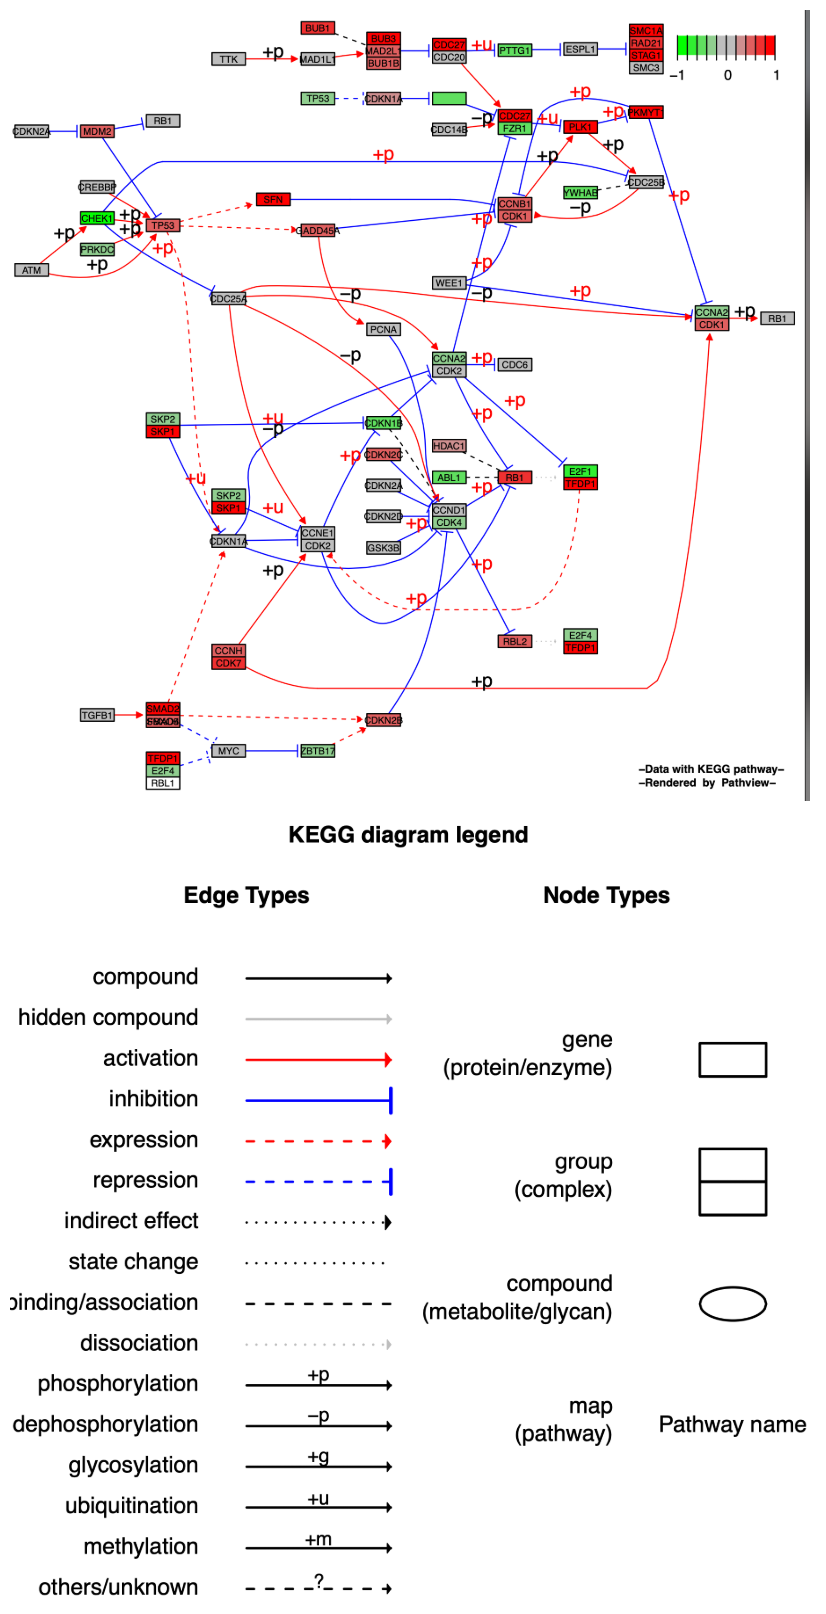 BUB1
BUB3
MAD2L1
BUB1B
TTK
+p
MAD1L1
CDC27
CDC20
+u
PTTG1
ESPL1
SMC1A
RAD21
STAG1
SMC3
−1
0
1
TP53
CDKN1A
CDC14B
−p
CDC27
FZR1
+u
PLK1
+p
+p
PKMYT1
CDKN2A
MDM2
RB1
+p
+p
+p
CDC25B
YWHAB
−p
+p
CREBBP
CHEK1
+p
+p
PRKDC
+p
TP53
+p
ATM
+p
SFN
GADD45A
CCNB1
CDK1
+p
+p
WEE1
−p
+p
CCNA2
CDK1
+p
RB1
CDC25A
−p
PCNA
−p
CCNA2
CDK2
+p
CDC6
+p
+p
SKP2
SKP1
+u
−p
CDKN1B
HDAC1
+p
CDKN2C
ABL1
RB1
E2F1
TFDP1
+u
CDKN2A
+p
SKP2
SKP1
+u
CDKN2D
+p
CCND1
CDK4
CDKN1A
CCNE1
CDK2
GSK3B
+p
+p
+p
RBL2
E2F4
TFDP1
CCNH
CDK7
+p
TGFB1
SMAD2
CDKN2B
MYC
ZBTB17
TFDP1
E2F4
RBL1
−Data with KEGG pathway−
−Rendered by Pathview−
KEGG diagram legend
Edge Types
Node Types
compound
hidden compound
activation
inhibition
expression
repression
indirect effect
state change
binding/association
dissociation
phosphorylation
+p
dephosphorylation
−p
glycosylation
+g
ubiquitination
+u
methylation
+m
others/unknown
?
gene
(protein/enzyme)
group
(complex)
compound
(metabolite/glycan)
map
(pathway)
Pathway name